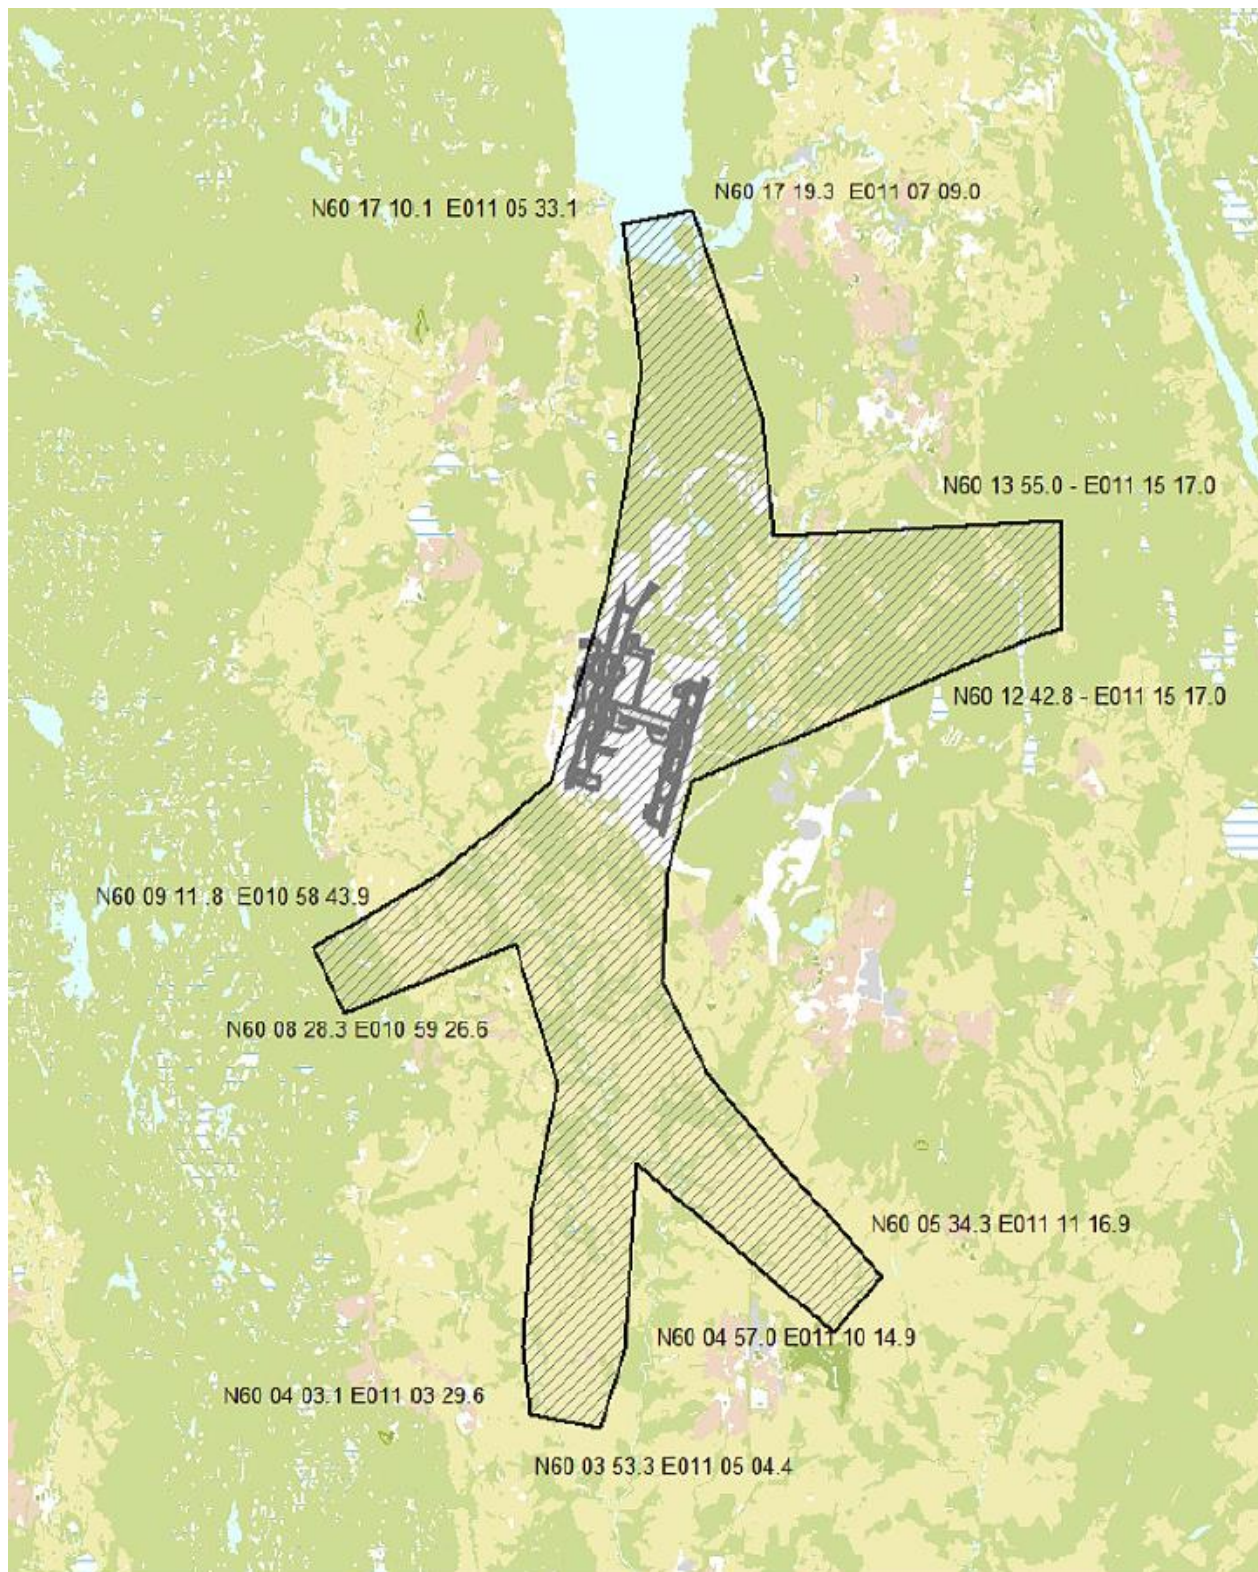 N60 17 19.3 E011 07 09.0
N60 17 10.1 E011 05 33.1
N60 13 55.0 - E011 15 17.0
N60 12 42.8 - E011 15 17.0
N60 09 11.8 E010 58 43.9
N60 08 28.3 E010 59 26.6
N60 05 34.3 E011 11 16.9
N60 04 57.0 E011 10 14.9
N60 04 03.1 E011 03 29.6
N60 03 53.3 E011 05 04.4